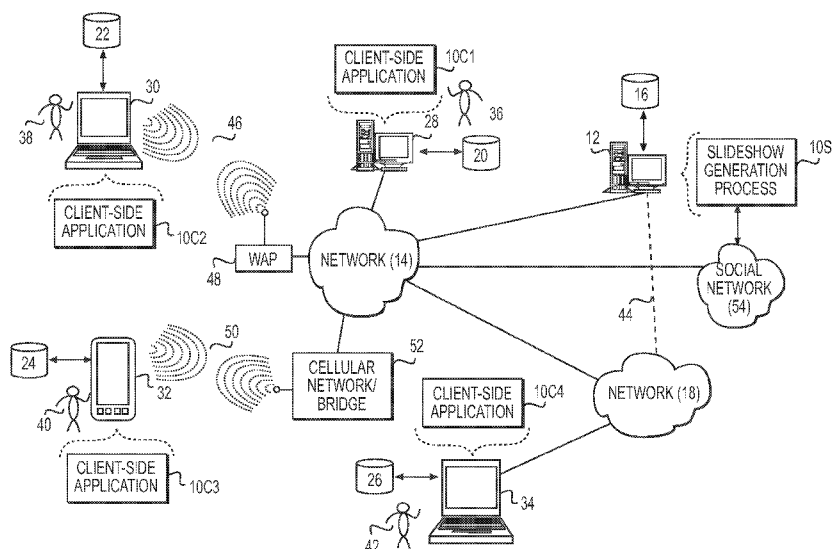 22
30
38
46
CLIENT-SIDE
APPLICATION
10C2
CLIENT-SIDE
APPLICATION
10C1
36
28
20
16
12
SLIDESHOW
GENERATION
PROCESS
10S
WAP
48
NETWORK (14)
SOCIAL
NETWORK
(54)
44
24
50
32
40
CLIENT-SIDE
APPLICATION
10C3
CELLULAR
NETWORK/
BRIDGE
52
CLIENT-SIDE
APPLICATION
10C4
NETWORK (18)
26
34
42